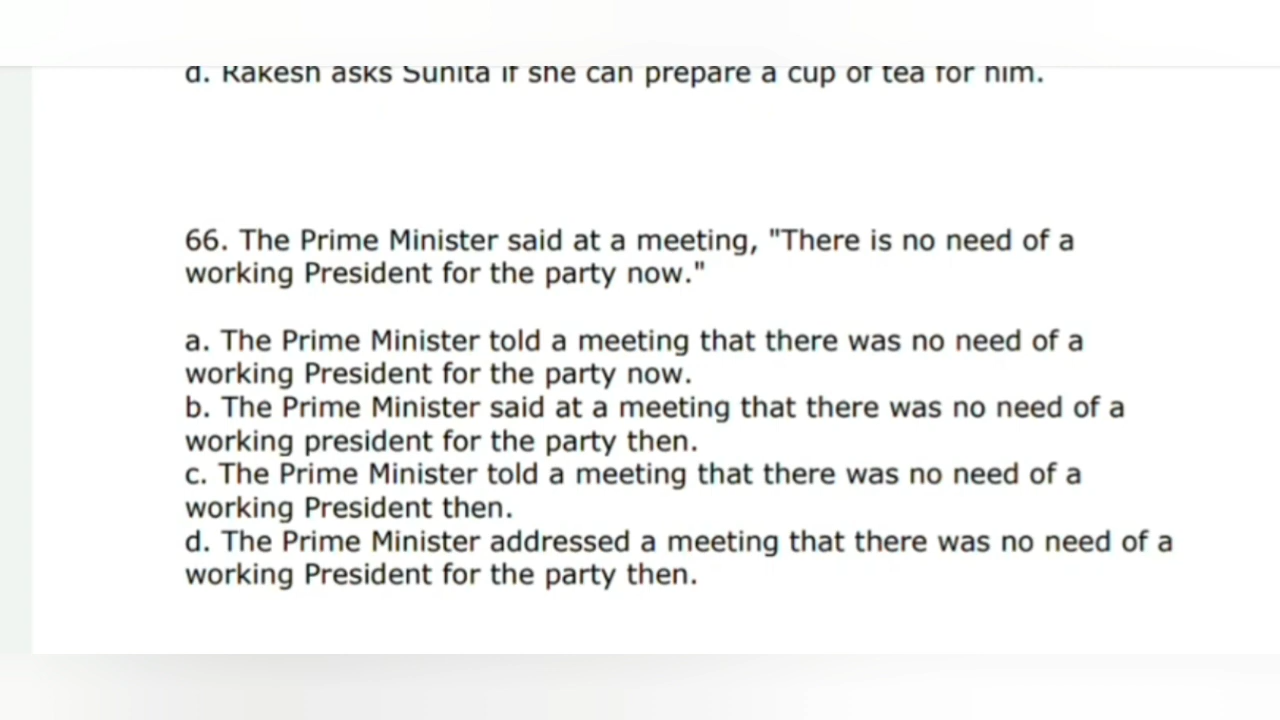 d. Rakesh asks Sunita if she can prepare a cup of tea for him.
66. The Prime Minister said at a meeting, "There is no need of a
working President for the party now."
a. The Prime Minister told a meeting that there was no need of a
working President for the party now.
b. The Prime Minister said at a meeting that there was no need of a
working president for the party then.
c. The Prime Minister told a meeting that there was no need of a
working President then.
d. The Prime Minister addressed a meeting that there was no need of a
working President for the party then.